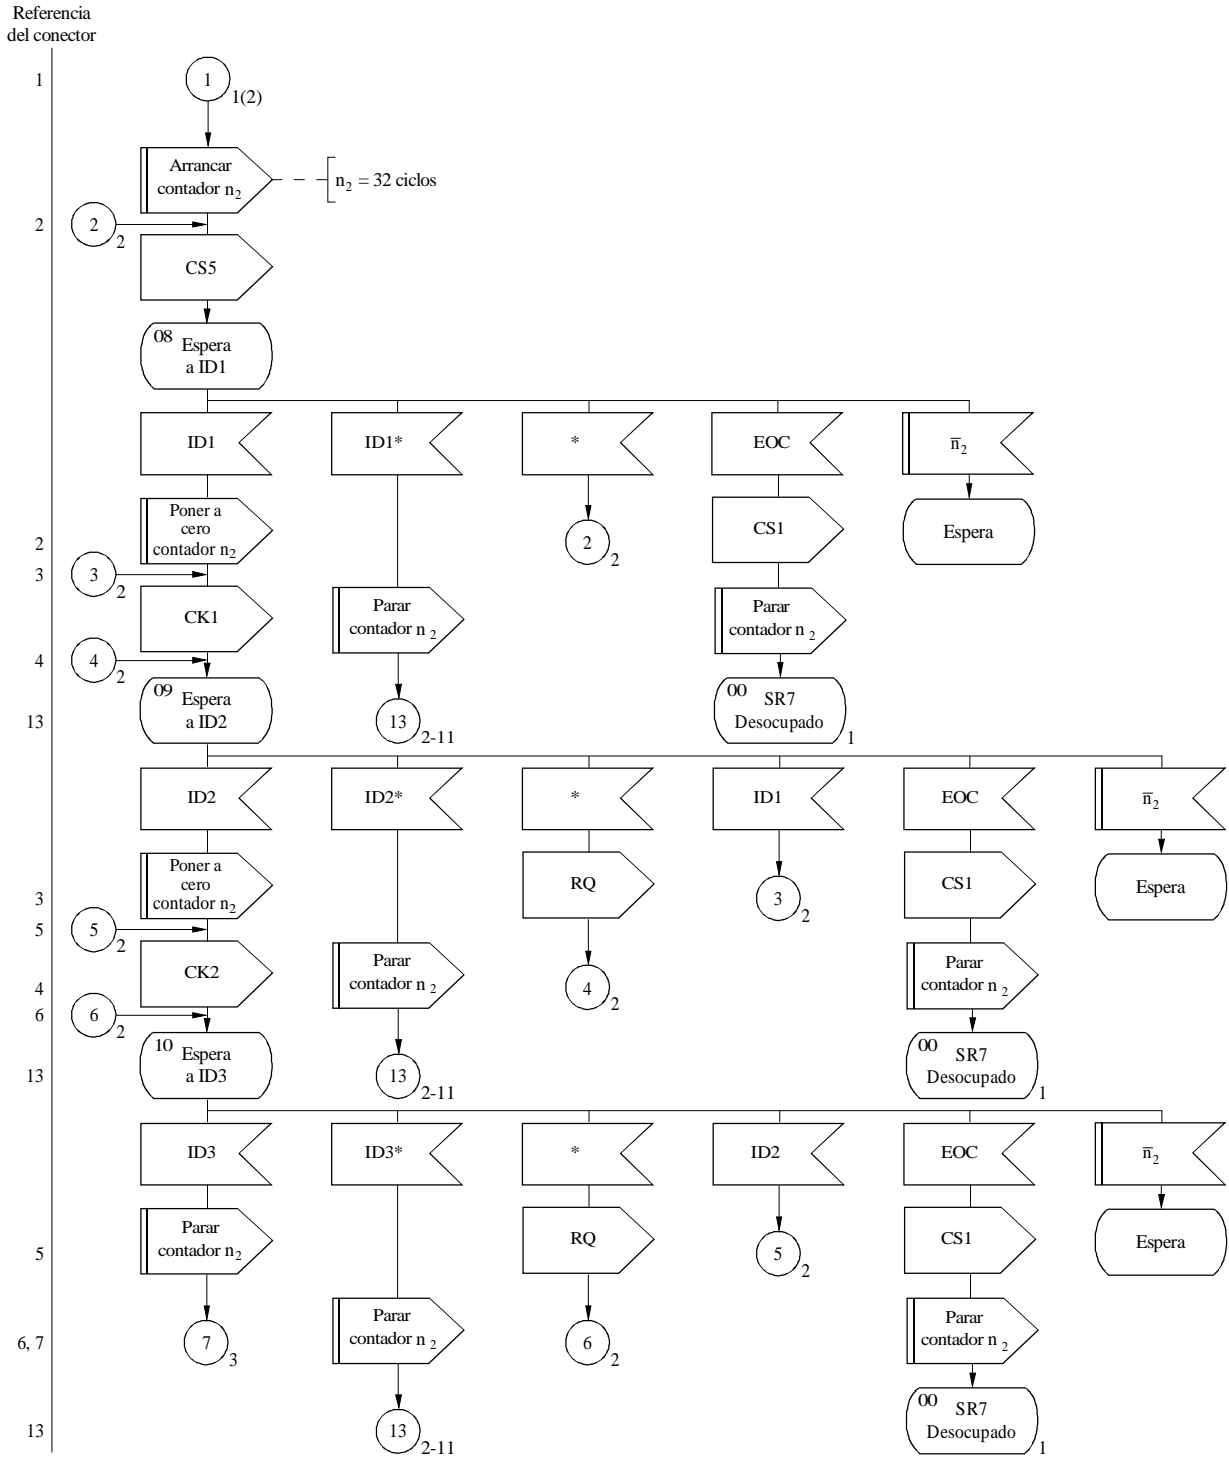 Referencia
del conector
1
1
1(2)
Arrancar
contador n2
n2 = 32 ciclos
2
2
2
CS5
08
Espera
a ID1
ID1
ID1*
*
EOC
n̅2
Poner a
cero
contador n2
2
2
CS1
Espera
2
3
3
2
CK1
Parar
contador n2
Parar
contador n2
4
4
2
09
Espera
a ID2
13
13
2-11
00
SR7
Desocupado
1
ID2
ID2*
*
ID1
EOC
n̅2
Poner a
cero
contador n2
RQ
3
2
CS1
Espera
3
5
5
2
CK2
Parar
contador n2
4
2
Parar
contador n2
4
6
6
2
10
Espera
a ID3
13
13
2-11
00
SR7
Desocupado
1
ID3
ID3*
*
ID2
EOC
n̅2
Parar
contador n2
RQ
5
2
CS1
Espera
5
6, 7
7
3
Parar
contador n2
6
2
Parar
contador n2
13
13
2-11
00
SR7
Desocupado
1